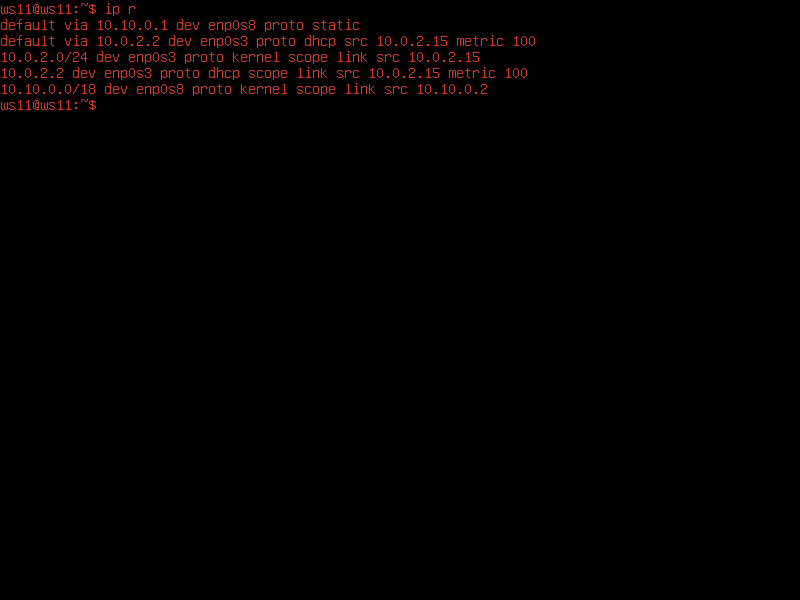 ws11@ws11:~$ ip r
default via 10.10.0.1 dev enp0s8 proto static
default via 10.0.2.2 dev enp0s3 proto dhcp src 10.0.2.15 metric 100
10.0.2.0/24 dev enp0s3 proto kernel scope link src 10.0.2.15
10.0.2.2 dev enp0s3 proto dhcp scope link src 10.0.2.15 metric 100
10.10.0.0/18 dev enp0s8 proto kernel scope link src 10.10.0.2
ws11@ws11:~$